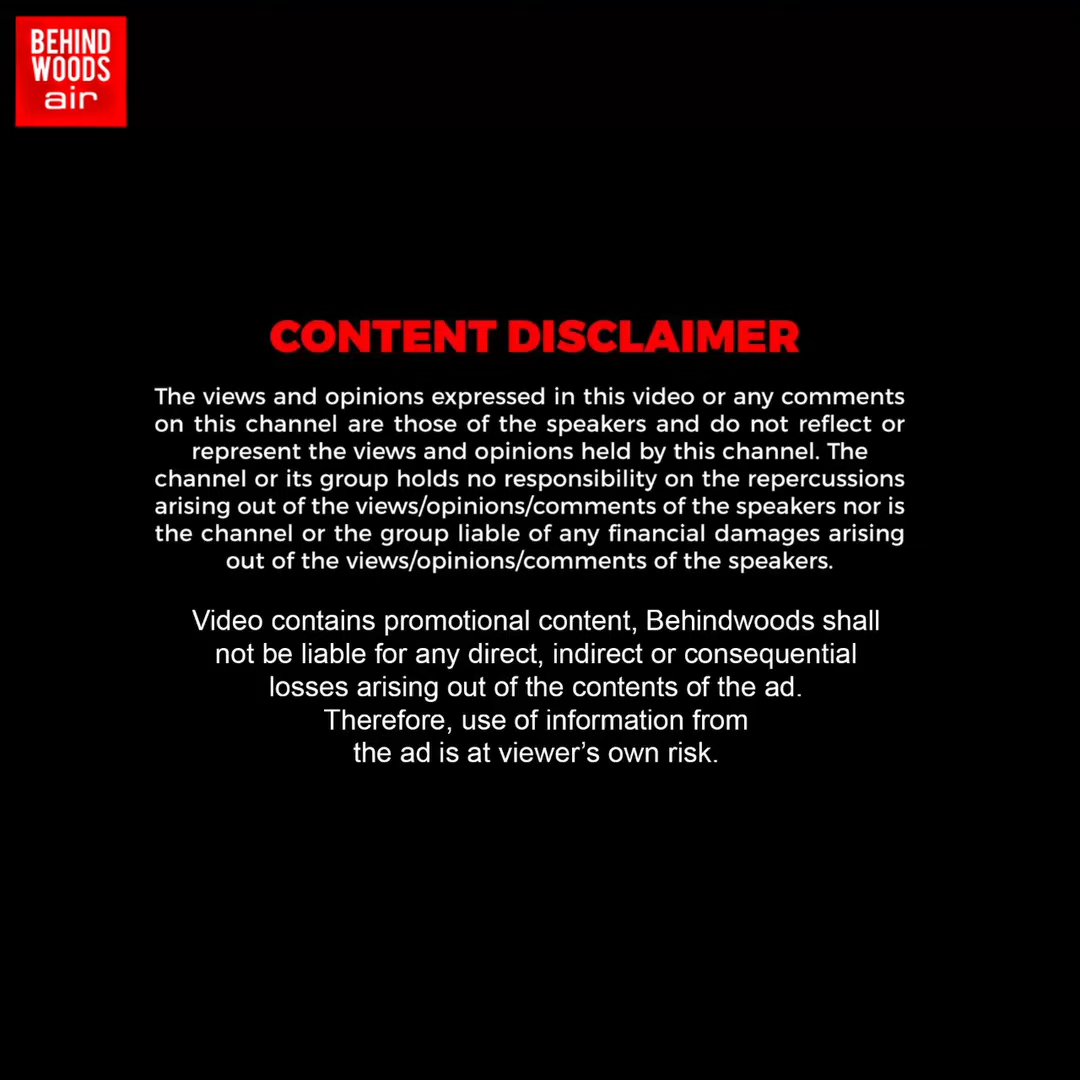 BEHIND
WOODS
air
CONTENT DISCLAIMER
The views and opinions expressed in this video or any comments
on this channel are those of the speakers and do not reflect or
represent the views and opinions held by this channel. The
channel or its group holds no responsibility on the repercussions
arising out of the views/opinions/comments of the speakers nor is
the channel or the group liable of any financial damages arising
out of the views/opinions/comments of the speakers.
Video contains promotional content, Behindwoods shall
not be liable for any direct, indirect or consequential
losses arising out of the contents of the ad.
Therefore, use of information from
the ad is at viewer’s own risk.